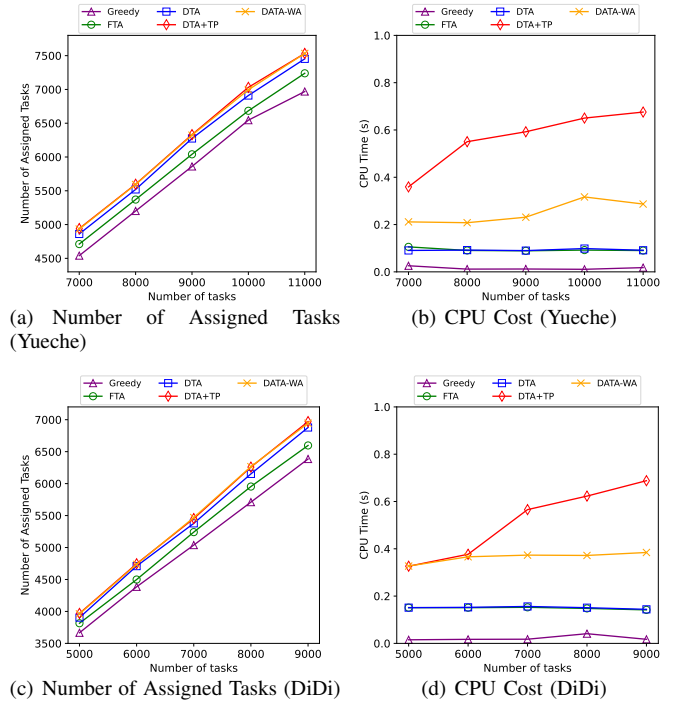 Greedy DTA DATA-WA
FTA DTA+TP
7500
7000
6500
6000
5500
5000
4500
Number of Assigned Tasks
7000 8000 9000 10000 11000
Number of tasks
(a) Number of Assigned Tasks
(Yueche)
Greedy DTA DATA-WA
FTA DTA+TP
1.0
0.8
0.6
0.4
0.2
0.0
CPU Time (s)
7000 8000 9000 10000 11000
Number of tasks
(b) CPU Cost (Yueche)
Greedy DTA DATA-WA
FTA DTA+TP
7000
6500
6000
5500
5000
4500
4000
3500
Number of Assigned Tasks
5000 6000 7000 8000 9000
Number of tasks
(c) Number of Assigned Tasks (DiDi)
Greedy DTA DATA-WA
FTA DTA+TP
1.0
0.8
0.6
0.4
0.2
0.0
CPU Time (s)
5000 6000 7000 8000 9000
Number of tasks
(d) CPU Cost (DiDi)